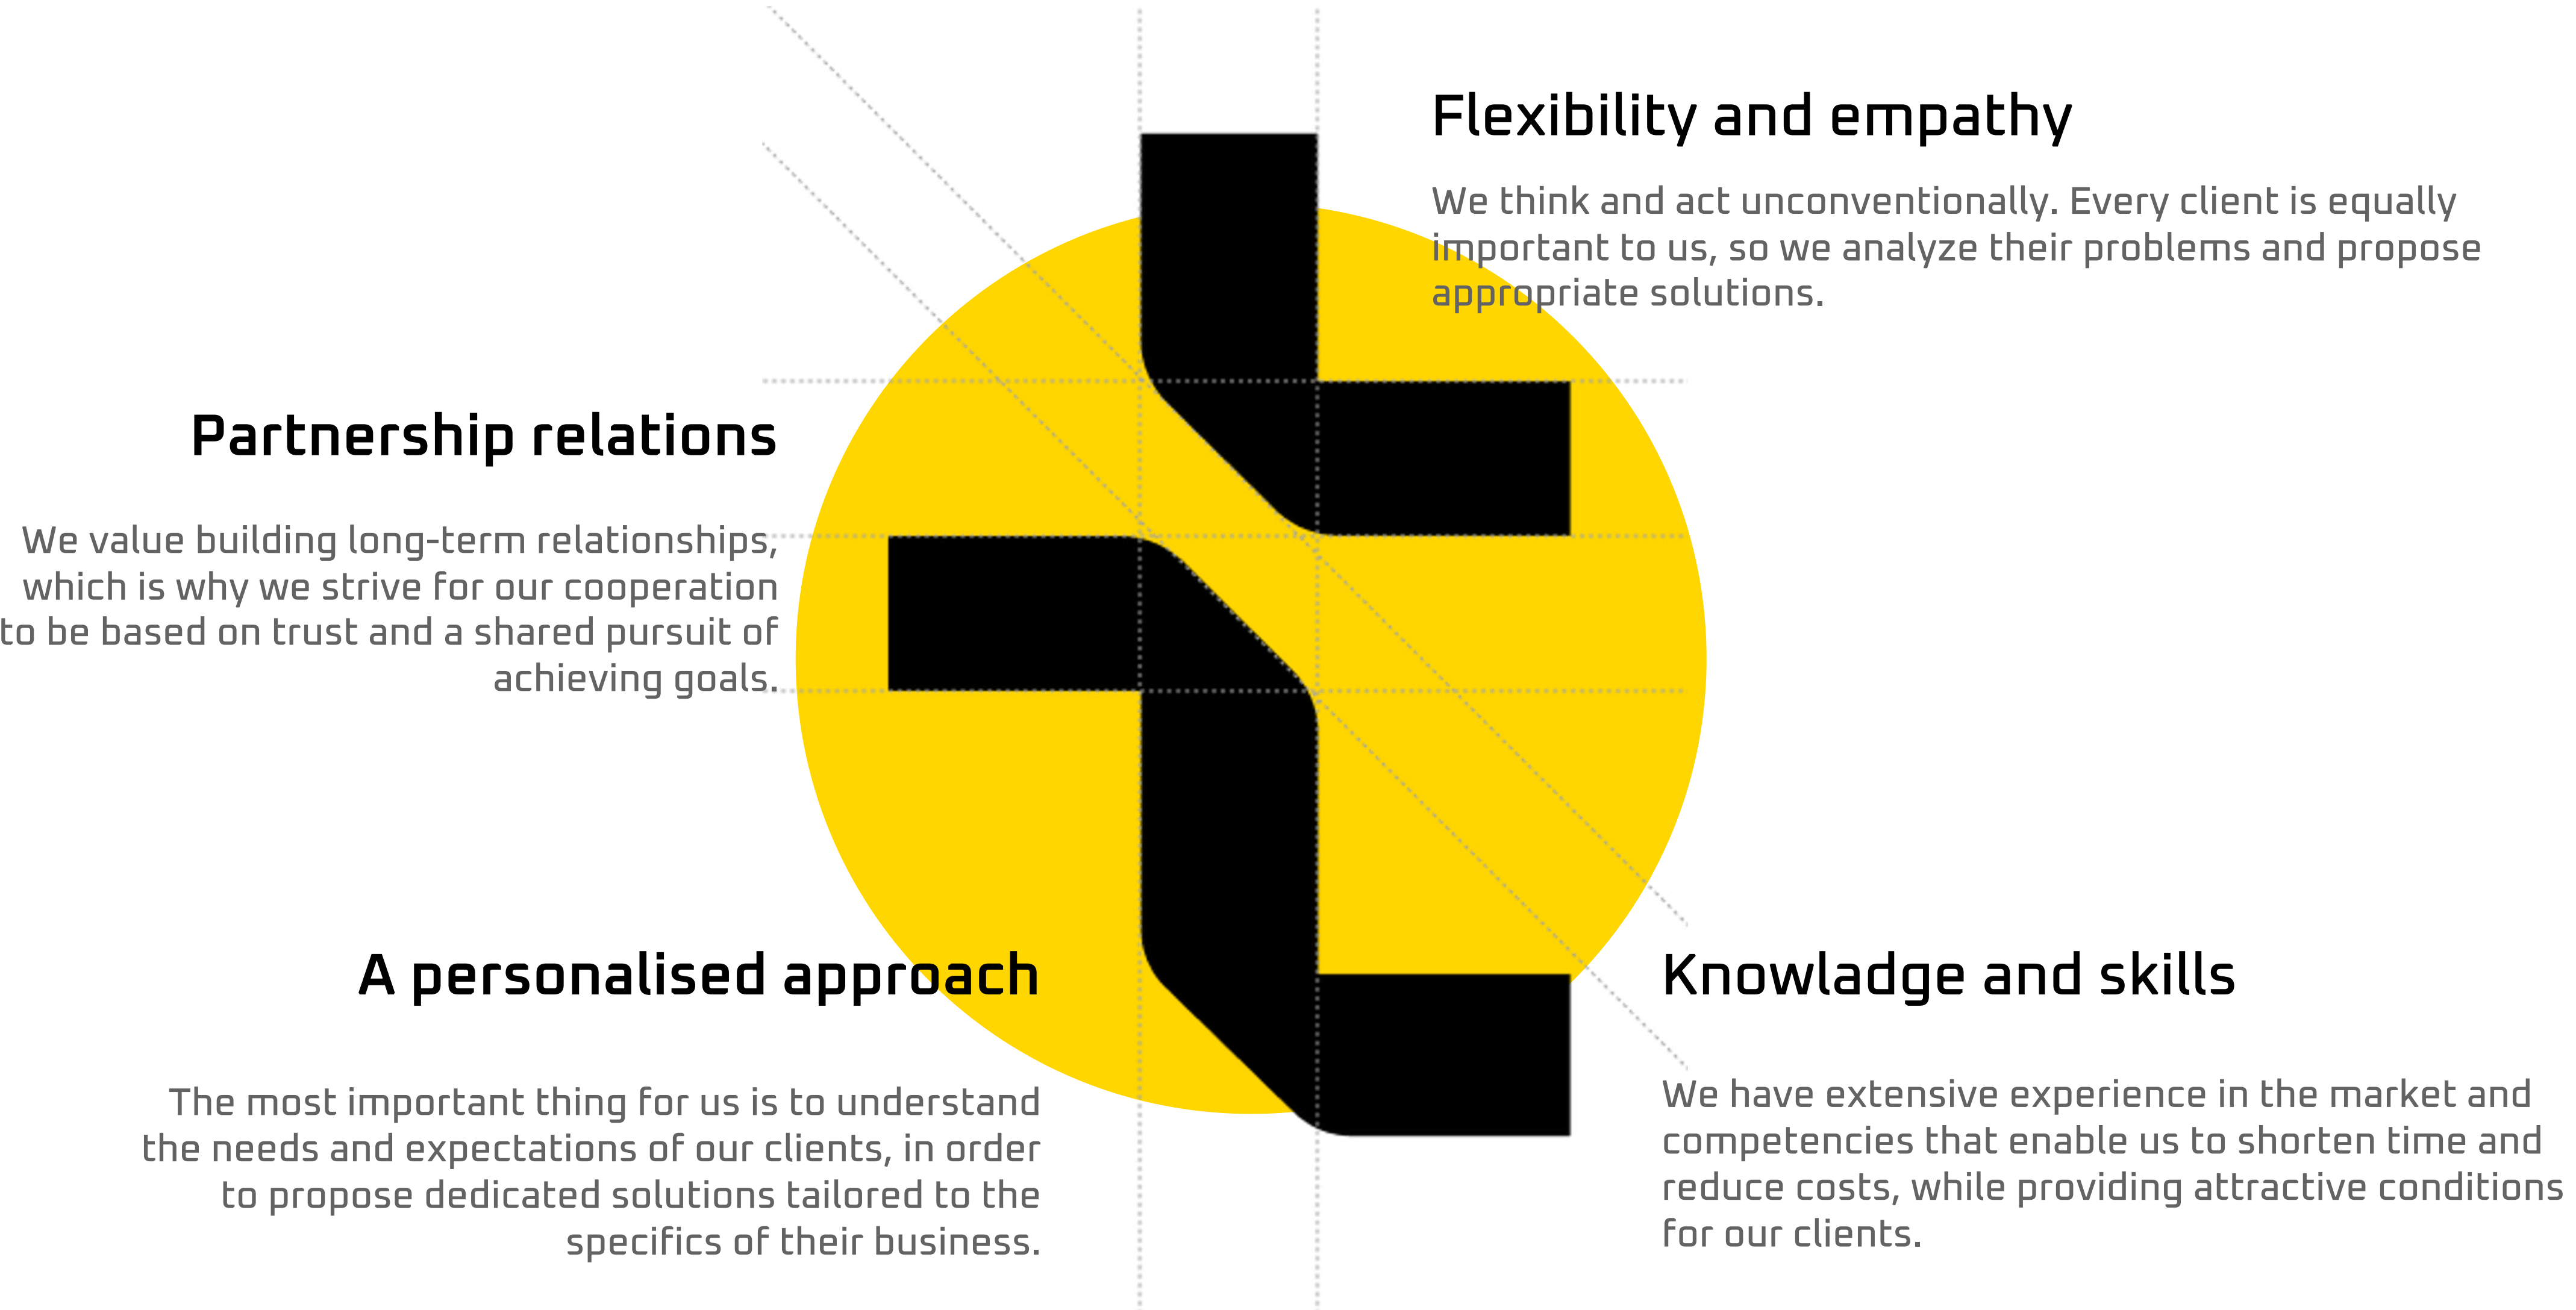 Flexibility and empathy
We think and act unconventionally. Every client is equally
important to us, so we analyze their problems and propose
appropriate solutions.
Partnership relations
We value building long-term relationships,
which is why we strive for our cooperation
to be based on trust and a shared pursuit of
achieving goals.
A personalised approach
The most important thing for us is to understand
the needs and expectations of our clients, in order
to propose dedicated solutions tailored to the
specifics of their business.
Knowladge and skills
We have extensive experience in the market and
competencies that enable us to shorten time and
reduce costs, while providing attractive conditions
for our clients.